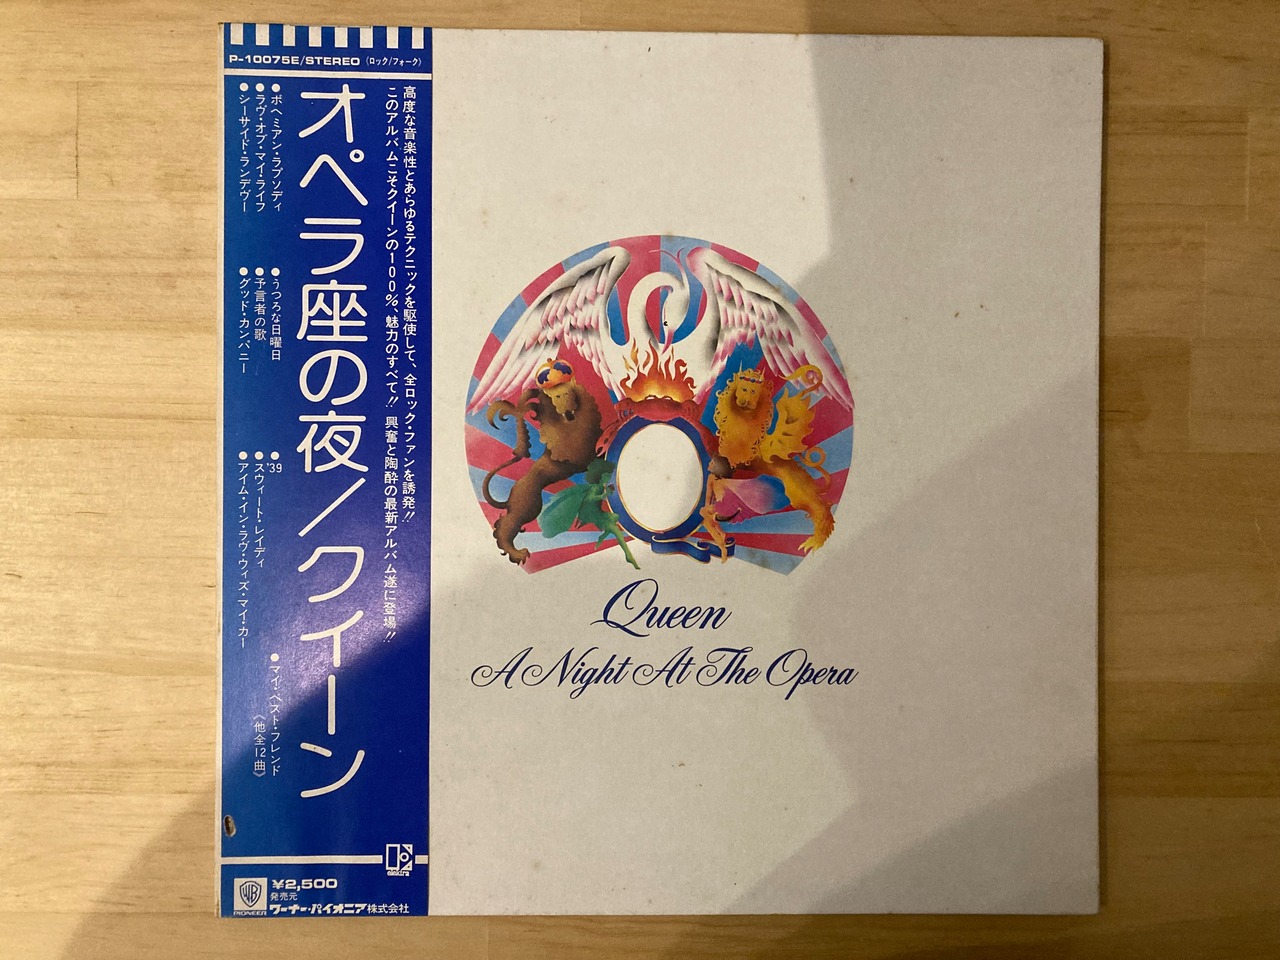 P-10075E/STEREO (ロック/フォーク)
高度な音楽性とあらゆるテクニックを駆使して、全ロック・ファンを誘発!!
このアルバムこそクイーンの100%、魅力のすべて!! 興奮と陶酔の最新アルバム遂に登場!!
オペラ座の夜/クイーン
●ボヘミアン・ラプソディ
●ラヴ・オブ・マイ・ライフ
●シーサイド・ランデヴー
●うつろな日曜日
●予言者の歌
●グッド・カンパニー
●'39
●スウィート・レイディ
●アイム・イン・ラヴ・ウィズ・マイ・カー
●マイ・ベスト・フレンド
《他全12曲》
elektra
WB
PIONEER
¥2,500
発売元
ワーナー・パイオニア株式会社
Queen
A Night At The Opera